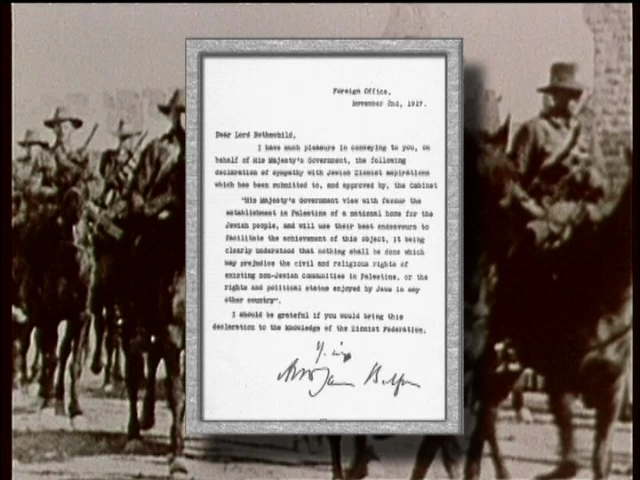 Foreign Office,
November 2nd, 1917.
Dear Lord Rothschild,
I have much pleasure in conveying to you, on
behalf of His Majesty's Government, the following
declaration of sympathy with Jewish Zionist aspirations
which has been submitted to, and approved by, the Cabinet
"His Majesty's Government view with favour the
establishment in Palestine of a national home for the
Jewish people, and will use their best endeavours to
facilitate the achievement of this object, it being
clearly understood that nothing shall be done which
may prejudice the civil and religious rights of
existing non-Jewish communities in Palestine, or the
rights and political status enjoyed by Jews in any
other country".
I should be grateful if you would bring this
declaration to the knowledge of the Zionist Federation.